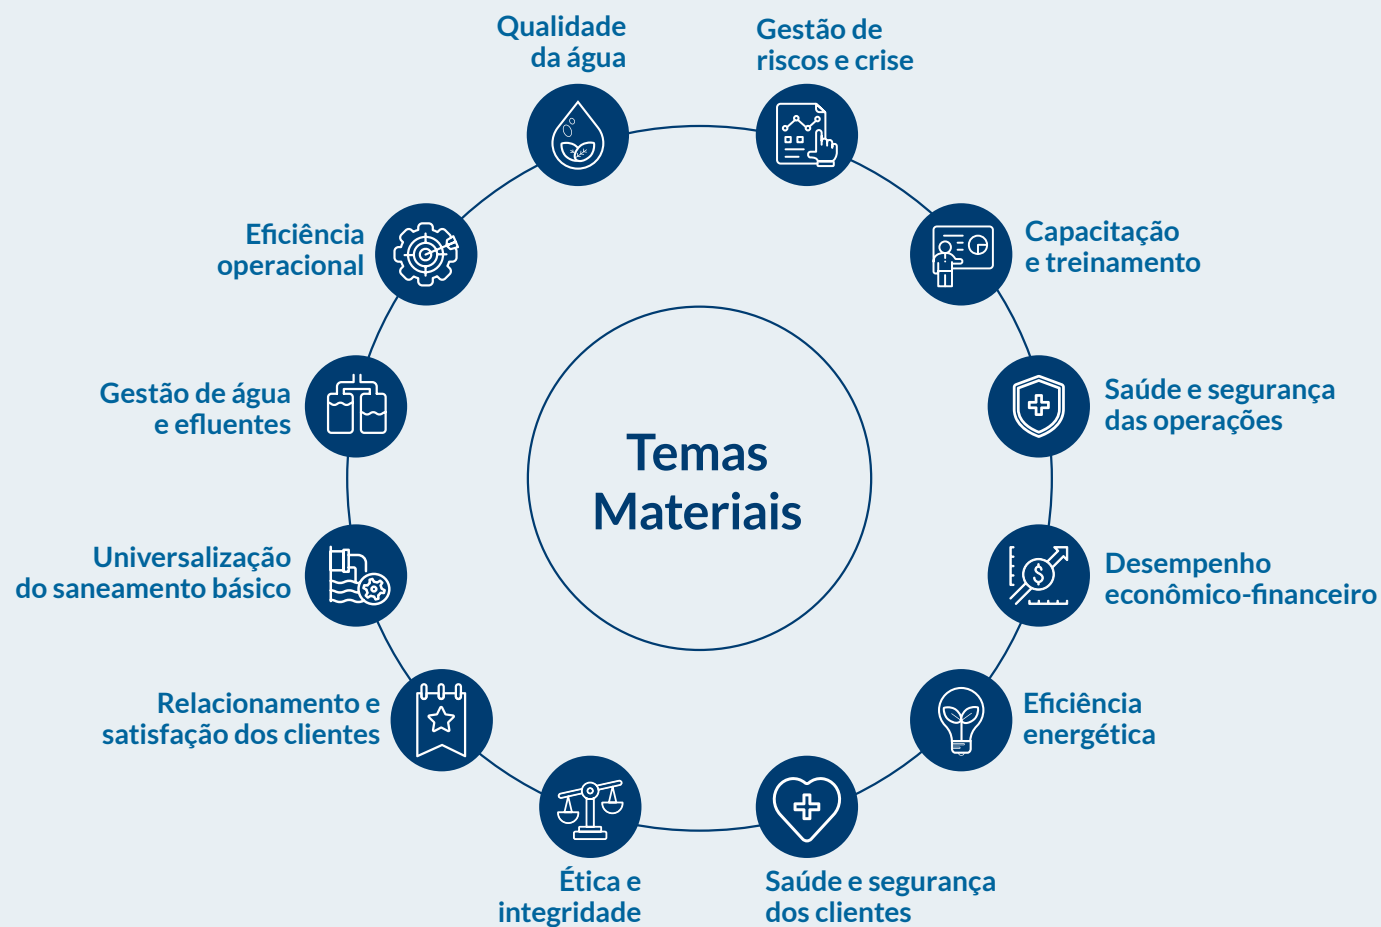 Qualidade
da água
Gestão de
riscos e crise
Capacitação
e treinamento
Saúde e segurança
das operações
Desempenho
econômico-financeiro
Eficiência
energética
Saúde e segurança
dos clientes
Ética e
integridade
Relacionamento e
satisfação dos clientes
Universalização
do saneamento básico
Gestão de água
e efluentes
Eficiência
operacional
Temas
Materiais